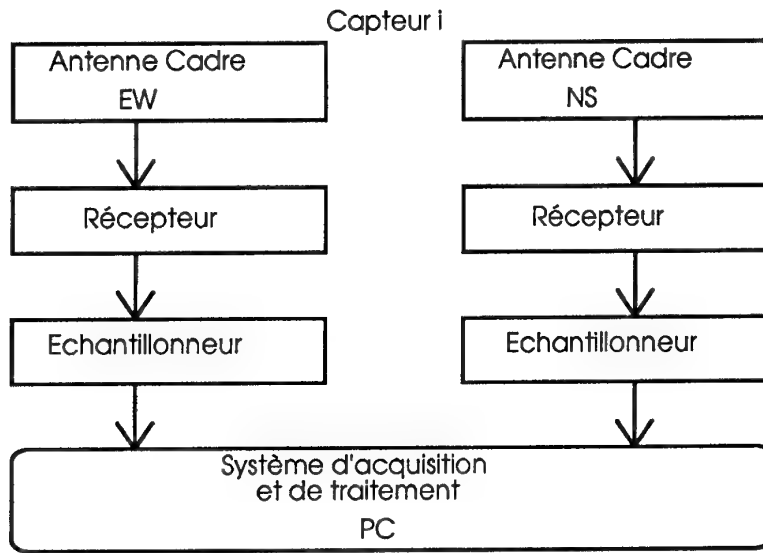 Capteur i
Antenne Cadre
EW
Antenne Cadre
NS
Récepteur
Récepteur
Echantillonneur
Echantillonneur
Système d'acquisition
et de traitement
PC